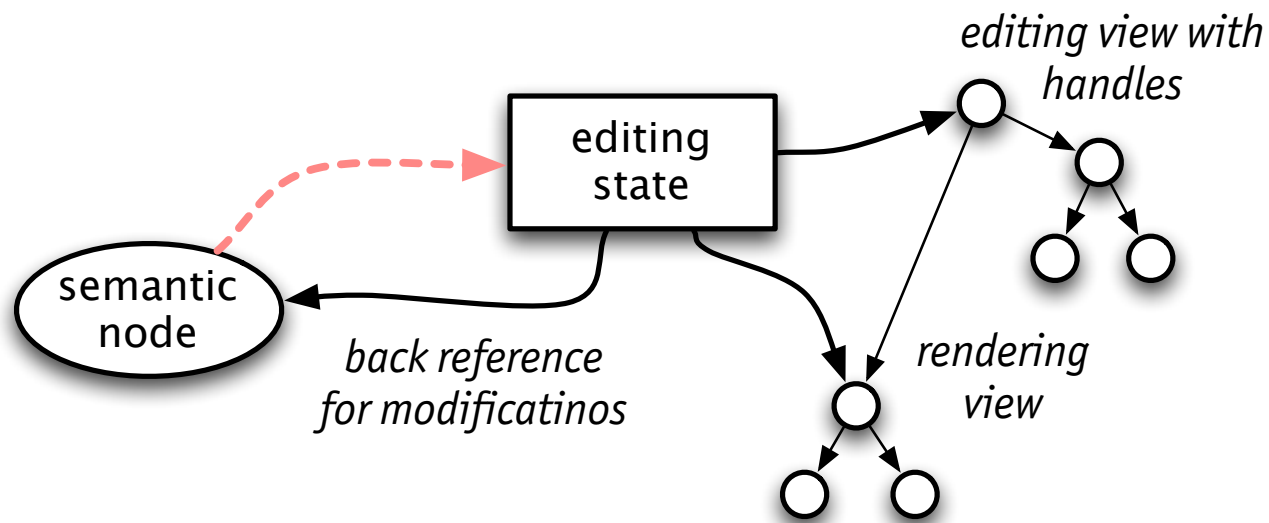 editing view with
handles
editing
state
semantic
node
back reference
for modificatinos
rendering
view